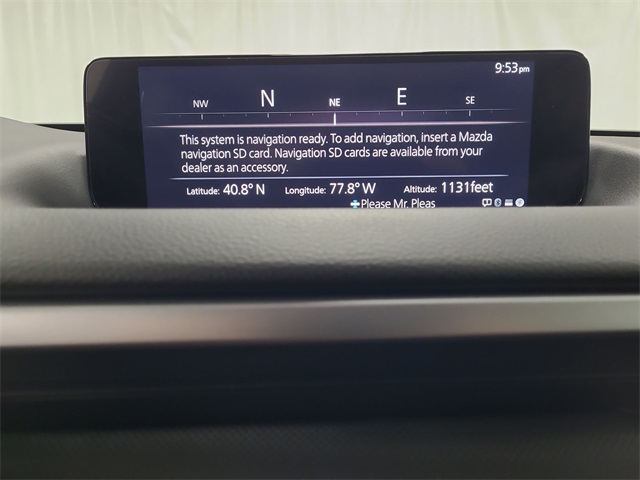 9:53pm
NW N NE E SE
This system is navigation ready. To add navigation, insert a Mazda
navigation SD card. Navigation SD cards are available from your
dealer as an accessory.
Latitude: 40.8° N Longitude: 77.8° W Altitude: 1131feet
Please Mr. Pleas